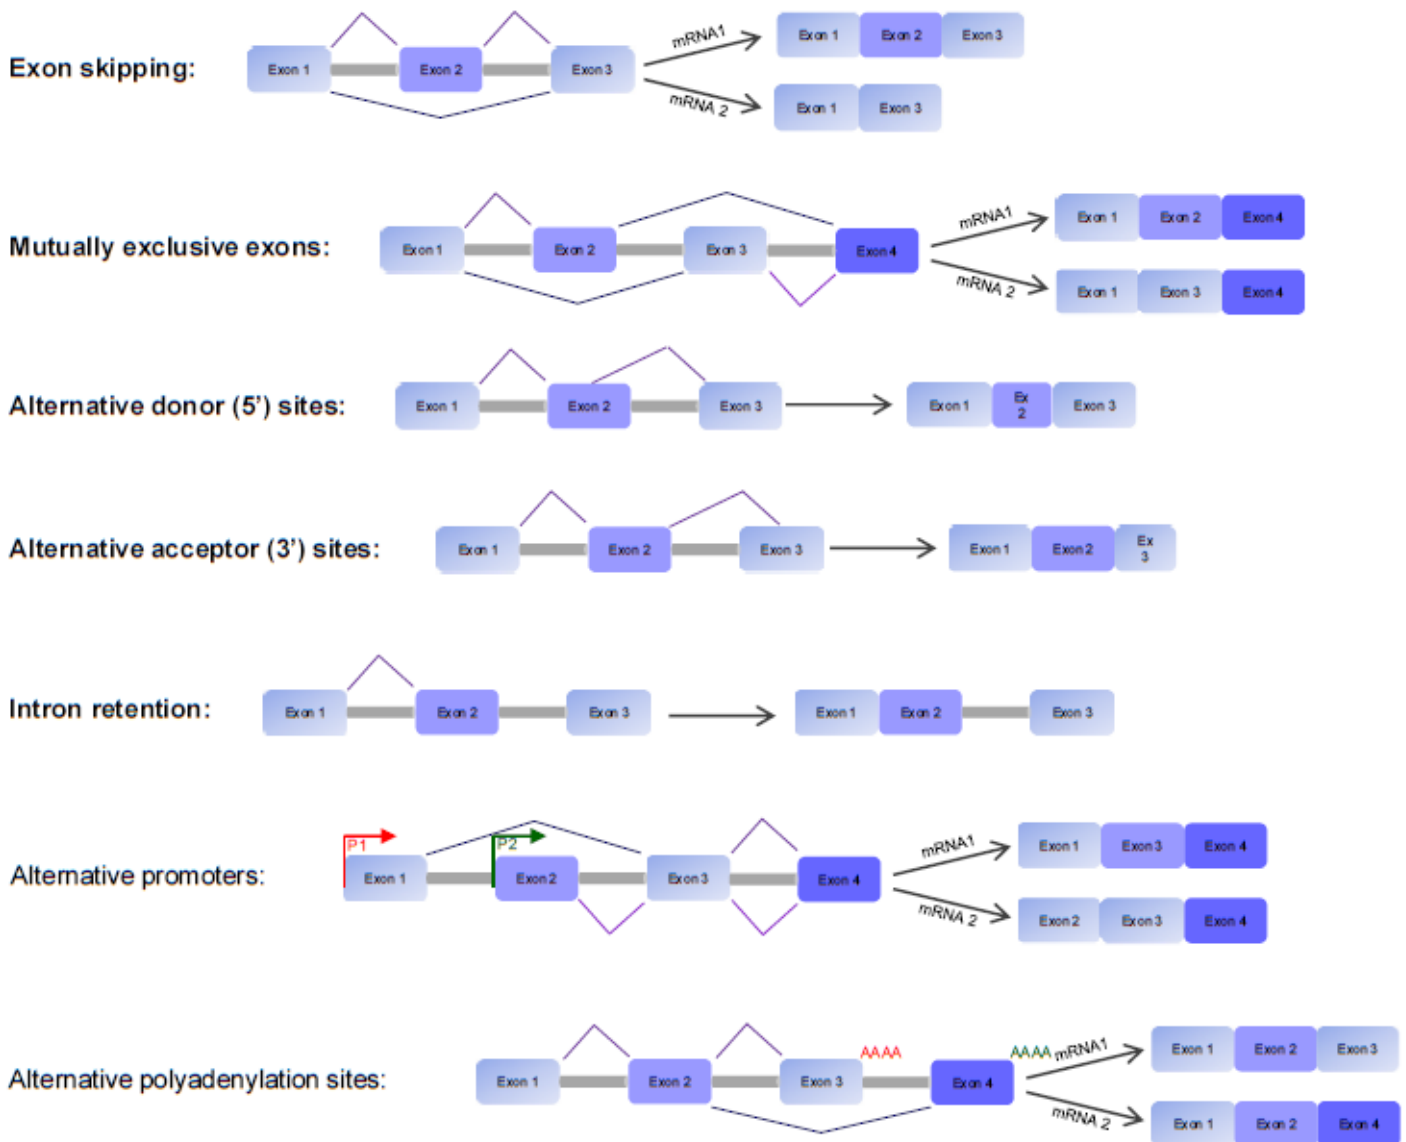 Exon skipping:
Exon 1
Exon 2
Exon 3
mRNA1
mRNA 2
Exon 1
Exon 2
Exon 3
Exon 1
Exon 3
Mutually exclusive exons:
Exon 1
Exon 2
Exon 3
Exon 4
mRNA1
mRNA 2
Exon 1
Exon 2
Exon 4
Exon 1
Exon 3
Exon 4
Alternative donor (5') sites:
Exon 1
Exon 2
Exon 3
Exon 1
Ex
2
Exon 3
Alternative acceptor (3') sites:
Exon 1
Exon 2
Exon 3
Exon 1
Exon 2
Ex
3
Intron retention:
Exon 1
Exon 2
Exon 3
Exon 1
Exon 2
Exon 3
Alternative promoters:
P1
P2
Exon 1
Exon 2
Exon 3
Exon 4
mRNA1
mRNA 2
Exon 1
Exon 3
Exon 4
Exon 2
Exon 3
Exon 4
Alternative polyadenylation sites:
Exon 1
Exon 2
Exon 3
Exon 4
AAAA
AAAA
mRNA1
mRNA 2
Exon 1
Exon 2
Exon 3
Exon 1
Exon 2
Exon 4